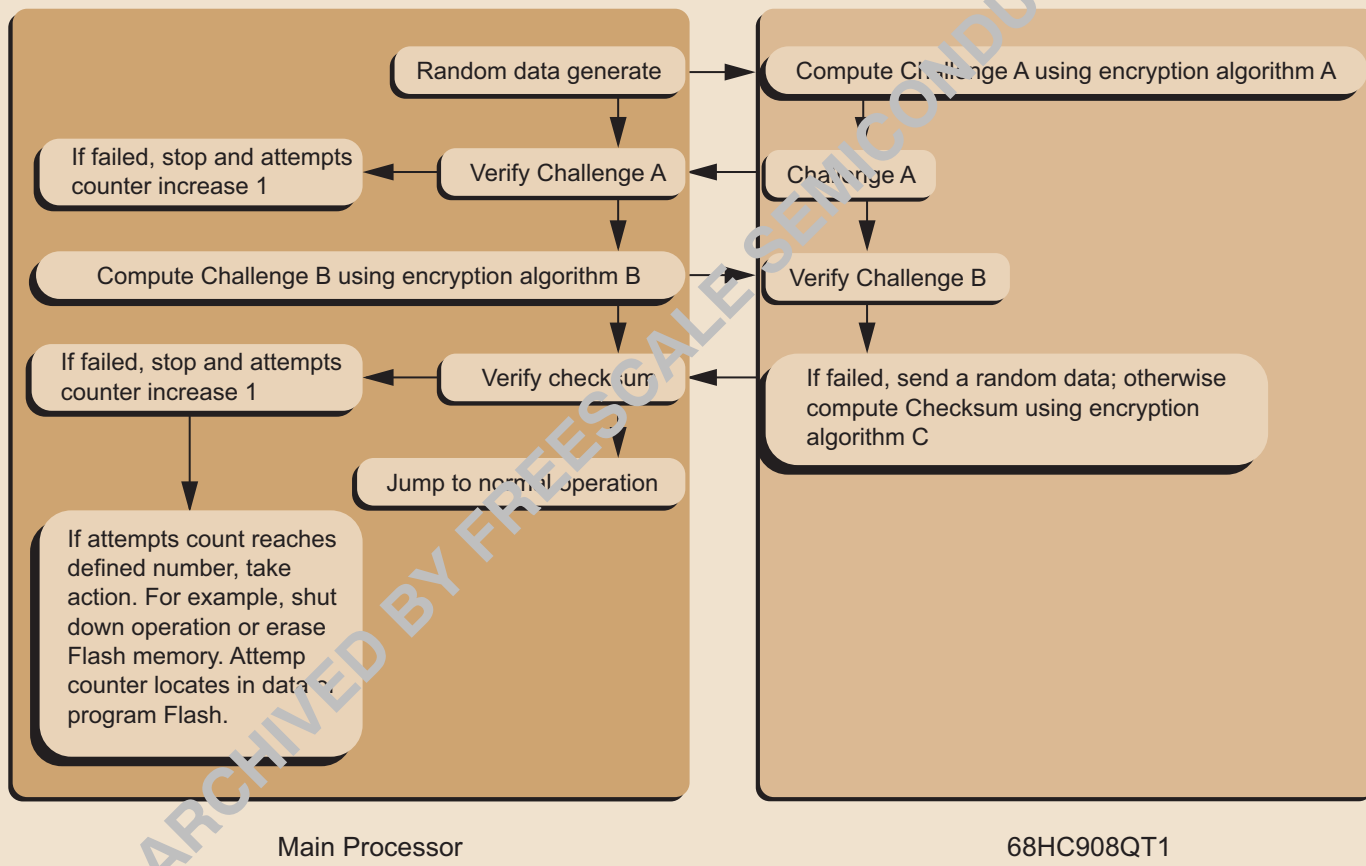 Random data generate
Compute Challenge A using encryption algorithm A
If failed, stop and attempts
counter increase 1
Verify Challenge A
Challenge A
Compute Challenge B using encryption algorithm B
Verify Challenge B
If failed, stop and attempts
counter increase 1
Verify checksum
If failed, send a random data; otherwise
compute Checksum using encryption
algorithm C
Jump to normal operation
If attempts count reaches
defined number, take
action. For example, shut
down operation or erase
Flash memory. Attemp
counter locates in data or
program Flash.
Main Processor
68HC908QT1
ARCHIVED BY FREESCALE